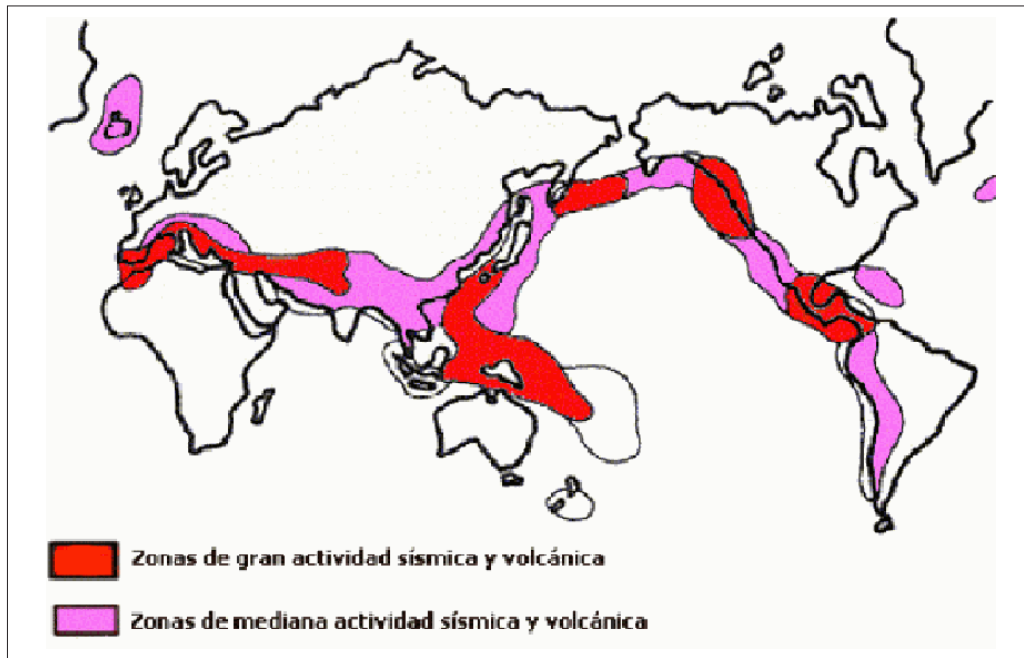 Zonas de gran actividad sísmica y volcánica
Zonas de mediana actividad sísmica y volcánica